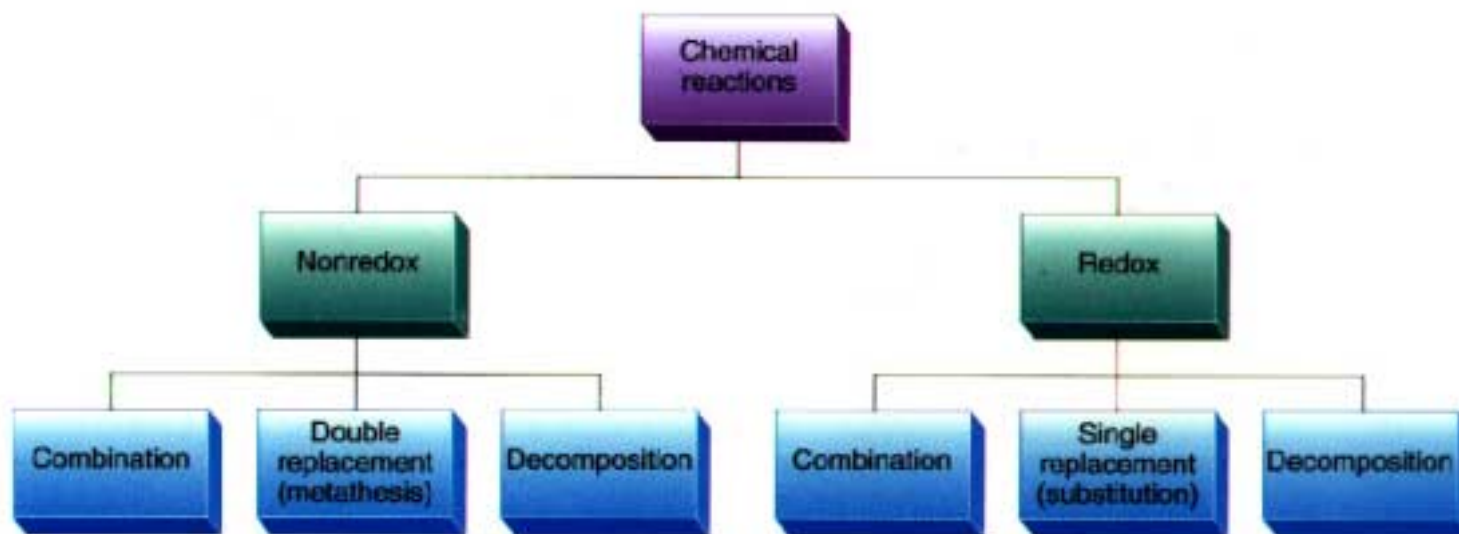 Chemical
reactions
Nonredox
Redox
Combination
Double
replacement
(metathesis)
Decomposition
Combination
Single
replacement
(substitution)
Decomposition